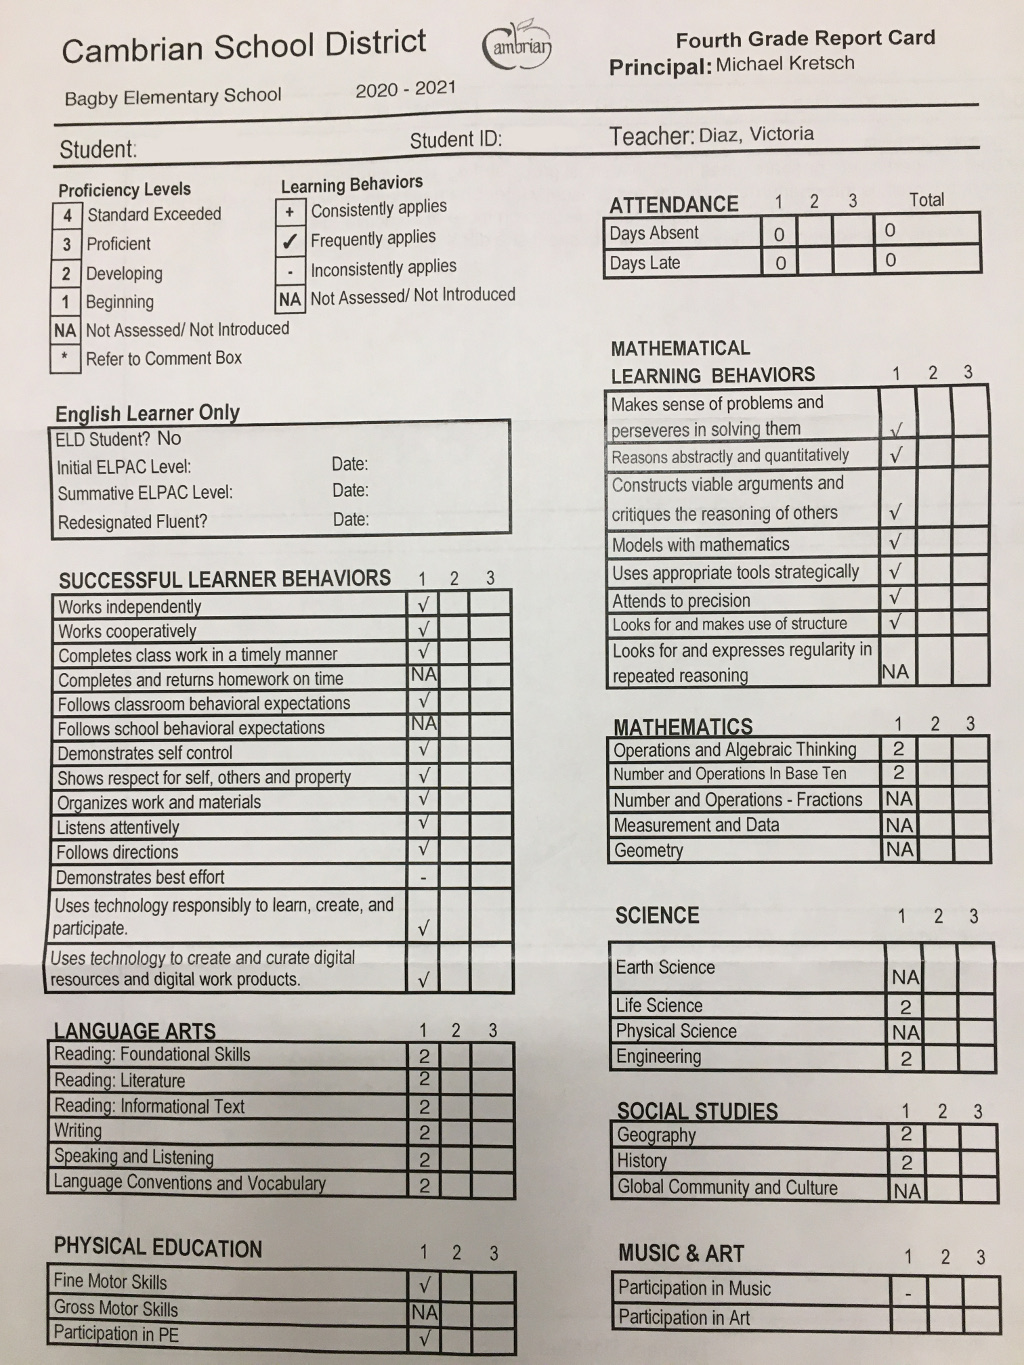 Cambrian School District
Cambrian
Fourth Grade Report Card
Principal: Michael Kretsch
Bagby Elementary School 2020 - 2021
Student: Student ID: Teacher: Diaz, Victoria
Proficiency Levels
4 Standard Exceeded
3 Proficient
2 Developing
1 Beginning
NA Not Assessed/ Not Introduced
* Refer to Comment Box
Learning Behaviors
+ Consistently applies
✓ Frequently applies
- Inconsistently applies
NA Not Assessed/ Not Introduced
English Learner Only
ELD Student? No
Initial ELPAC Level: Date:
Summative ELPAC Level: Date:
Redesignated Fluent? Date:
SUCCESSFUL LEARNER BEHAVIORS 1 2 3
Works independently √
Works cooperatively √
Completes class work in a timely manner √
Completes and returns homework on time NA
Follows classroom behavioral expectations √
Follows school behavioral expectations NA
Demonstrates self control √
Shows respect for self, others and property √
Organizes work and materials √
Listens attentively √
Follows directions √
Demonstrates best effort -
Uses technology responsibly to learn, create, and
participate. √
Uses technology to create and curate digital
resources and digital work products. √
LANGUAGE ARTS 1 2 3
Reading: Foundational Skills 2
Reading: Literature 2
Reading: Informational Text 2
Writing 2
Speaking and Listening 2
Language Conventions and Vocabulary 2
PHYSICAL EDUCATION 1 2 3
Fine Motor Skills √
Gross Motor Skills NA
Participation in PE √
ATTENDANCE 1 2 3 Total
Days Absent 0 0
Days Late 0 0
MATHEMATICAL
LEARNING BEHAVIORS 1 2 3
Makes sense of problems and
perseveres in solving them √
Reasons abstractly and quantitatively √
Constructs viable arguments and
critiques the reasoning of others √
Models with mathematics √
Uses appropriate tools strategically √
Attends to precision √
Looks for and makes use of structure √
Looks for and expresses regularity in
repeated reasoning NA
MATHEMATICS 1 2 3
Operations and Algebraic Thinking 2
Number and Operations In Base Ten 2
Number and Operations - Fractions NA
Measurement and Data NA
Geometry NA
SCIENCE 1 2 3
Earth Science NA
Life Science 2
Physical Science NA
Engineering 2
SOCIAL STUDIES 1 2 3
Geography 2
History 2
Global Community and Culture NA
MUSIC & ART 1 2 3
Participation in Music -
Participation in Art